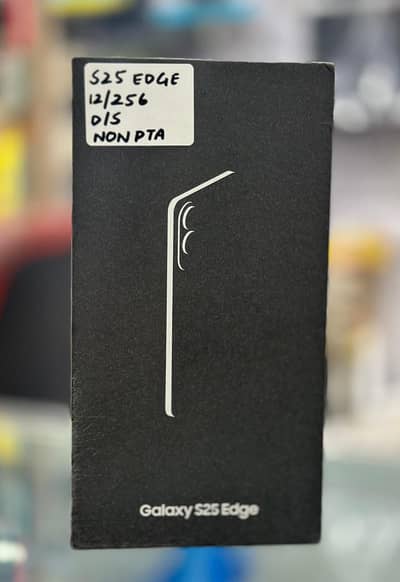 S25 EDGE
12/256
D/S
NON PTA
Galaxy S25 Edge